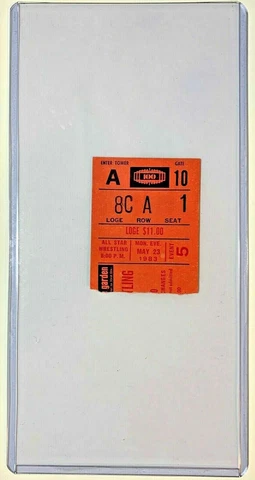 ENTER TOWER GATE
A 100 10
8C A 1
LOGE ROW SEAT
LOGE $11.00
ALL STAR WRESTLING 8:00 P.M.
MON EVE. MAY 23 1983
EVENT 5
garden